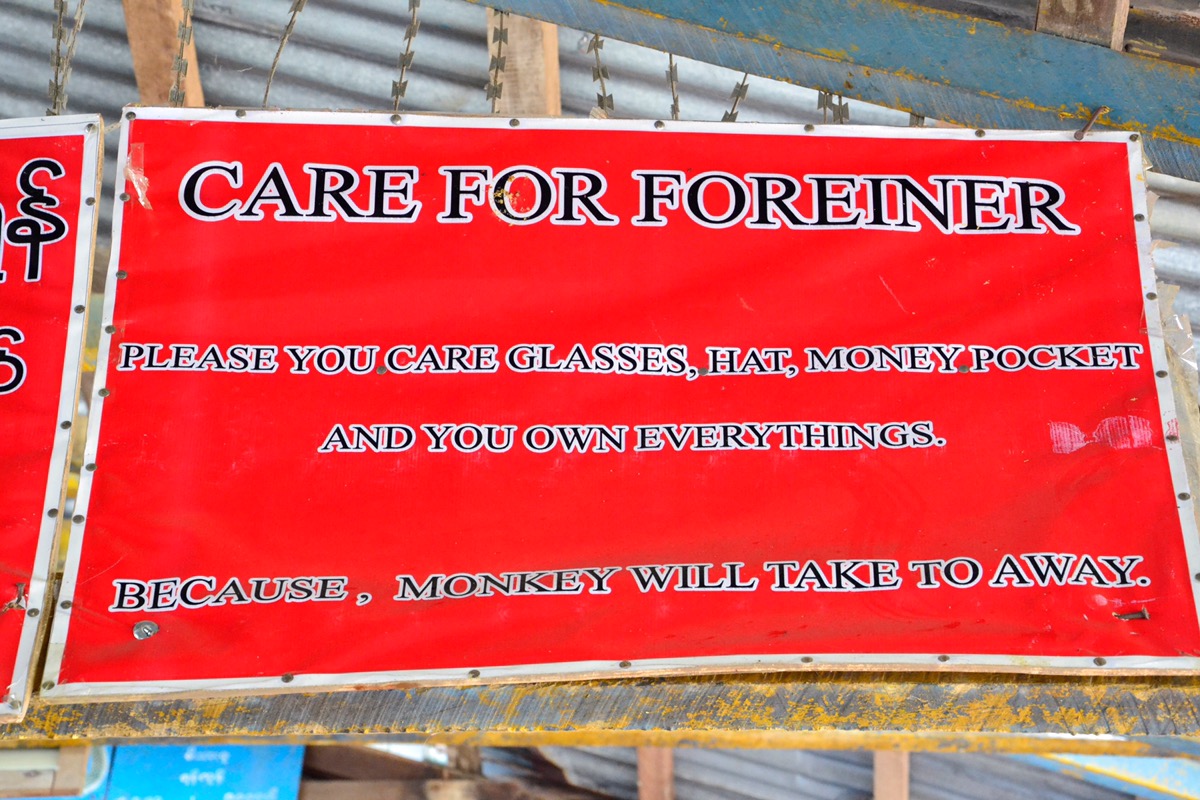 CARE FOR FOREINER
PLEASE YOU CARE GLASSES, HAT, MONEY POCKET
AND YOU OWN EVERYTHINGS.
BECAUSE , MONKEY WILL TAKE TO AWAY.